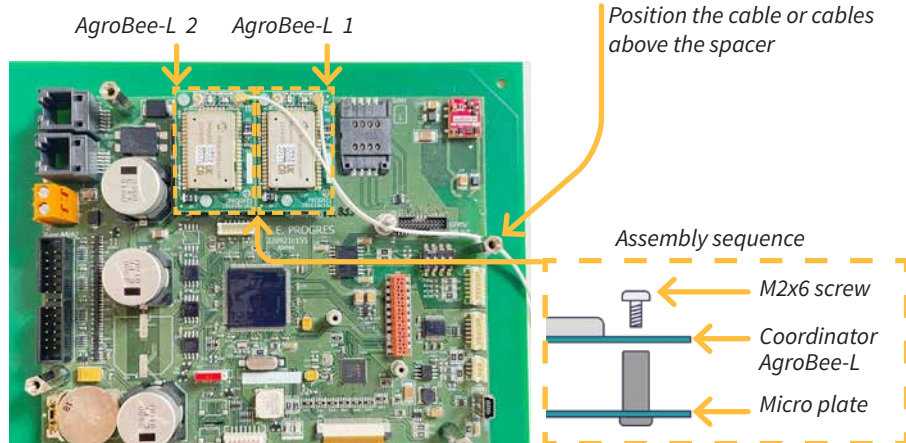 AgroBee-L 2
AgroBee-L 1
Position the cable or cables
above the spacer
.E. PROGRES
Assembly sequence
M2x6 screw
Coordinator
AgroBee-L
Micro plate